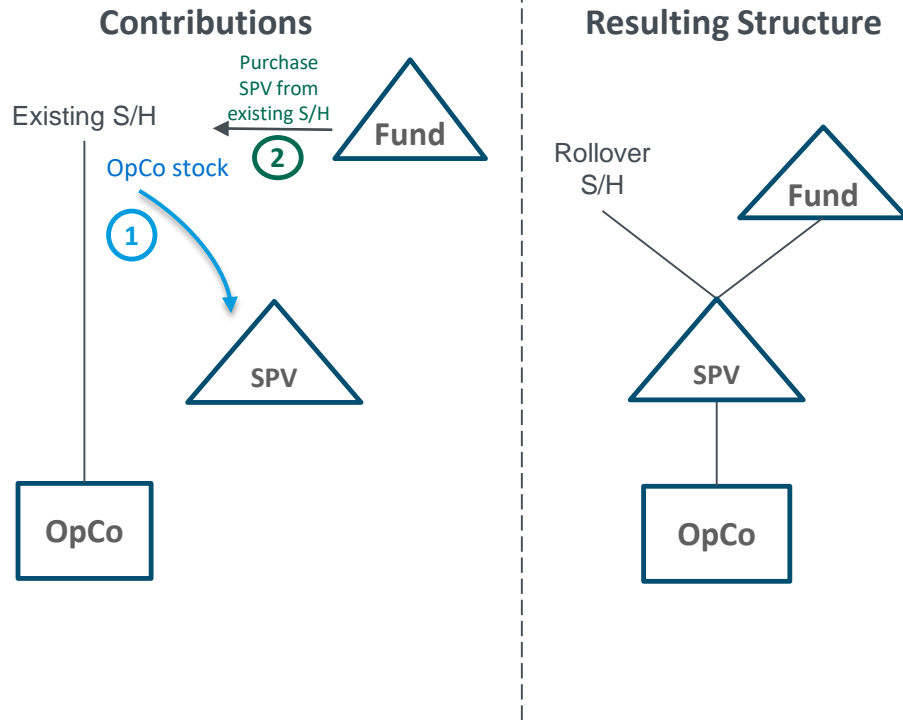 Contributions
Purchase
SPV from
existing S/H
2
Fund
Existing S/H
OpCo stock
1
SPV
OpCo
Resulting Structure
Rollover
S/H
Fund
SPV
OpCo